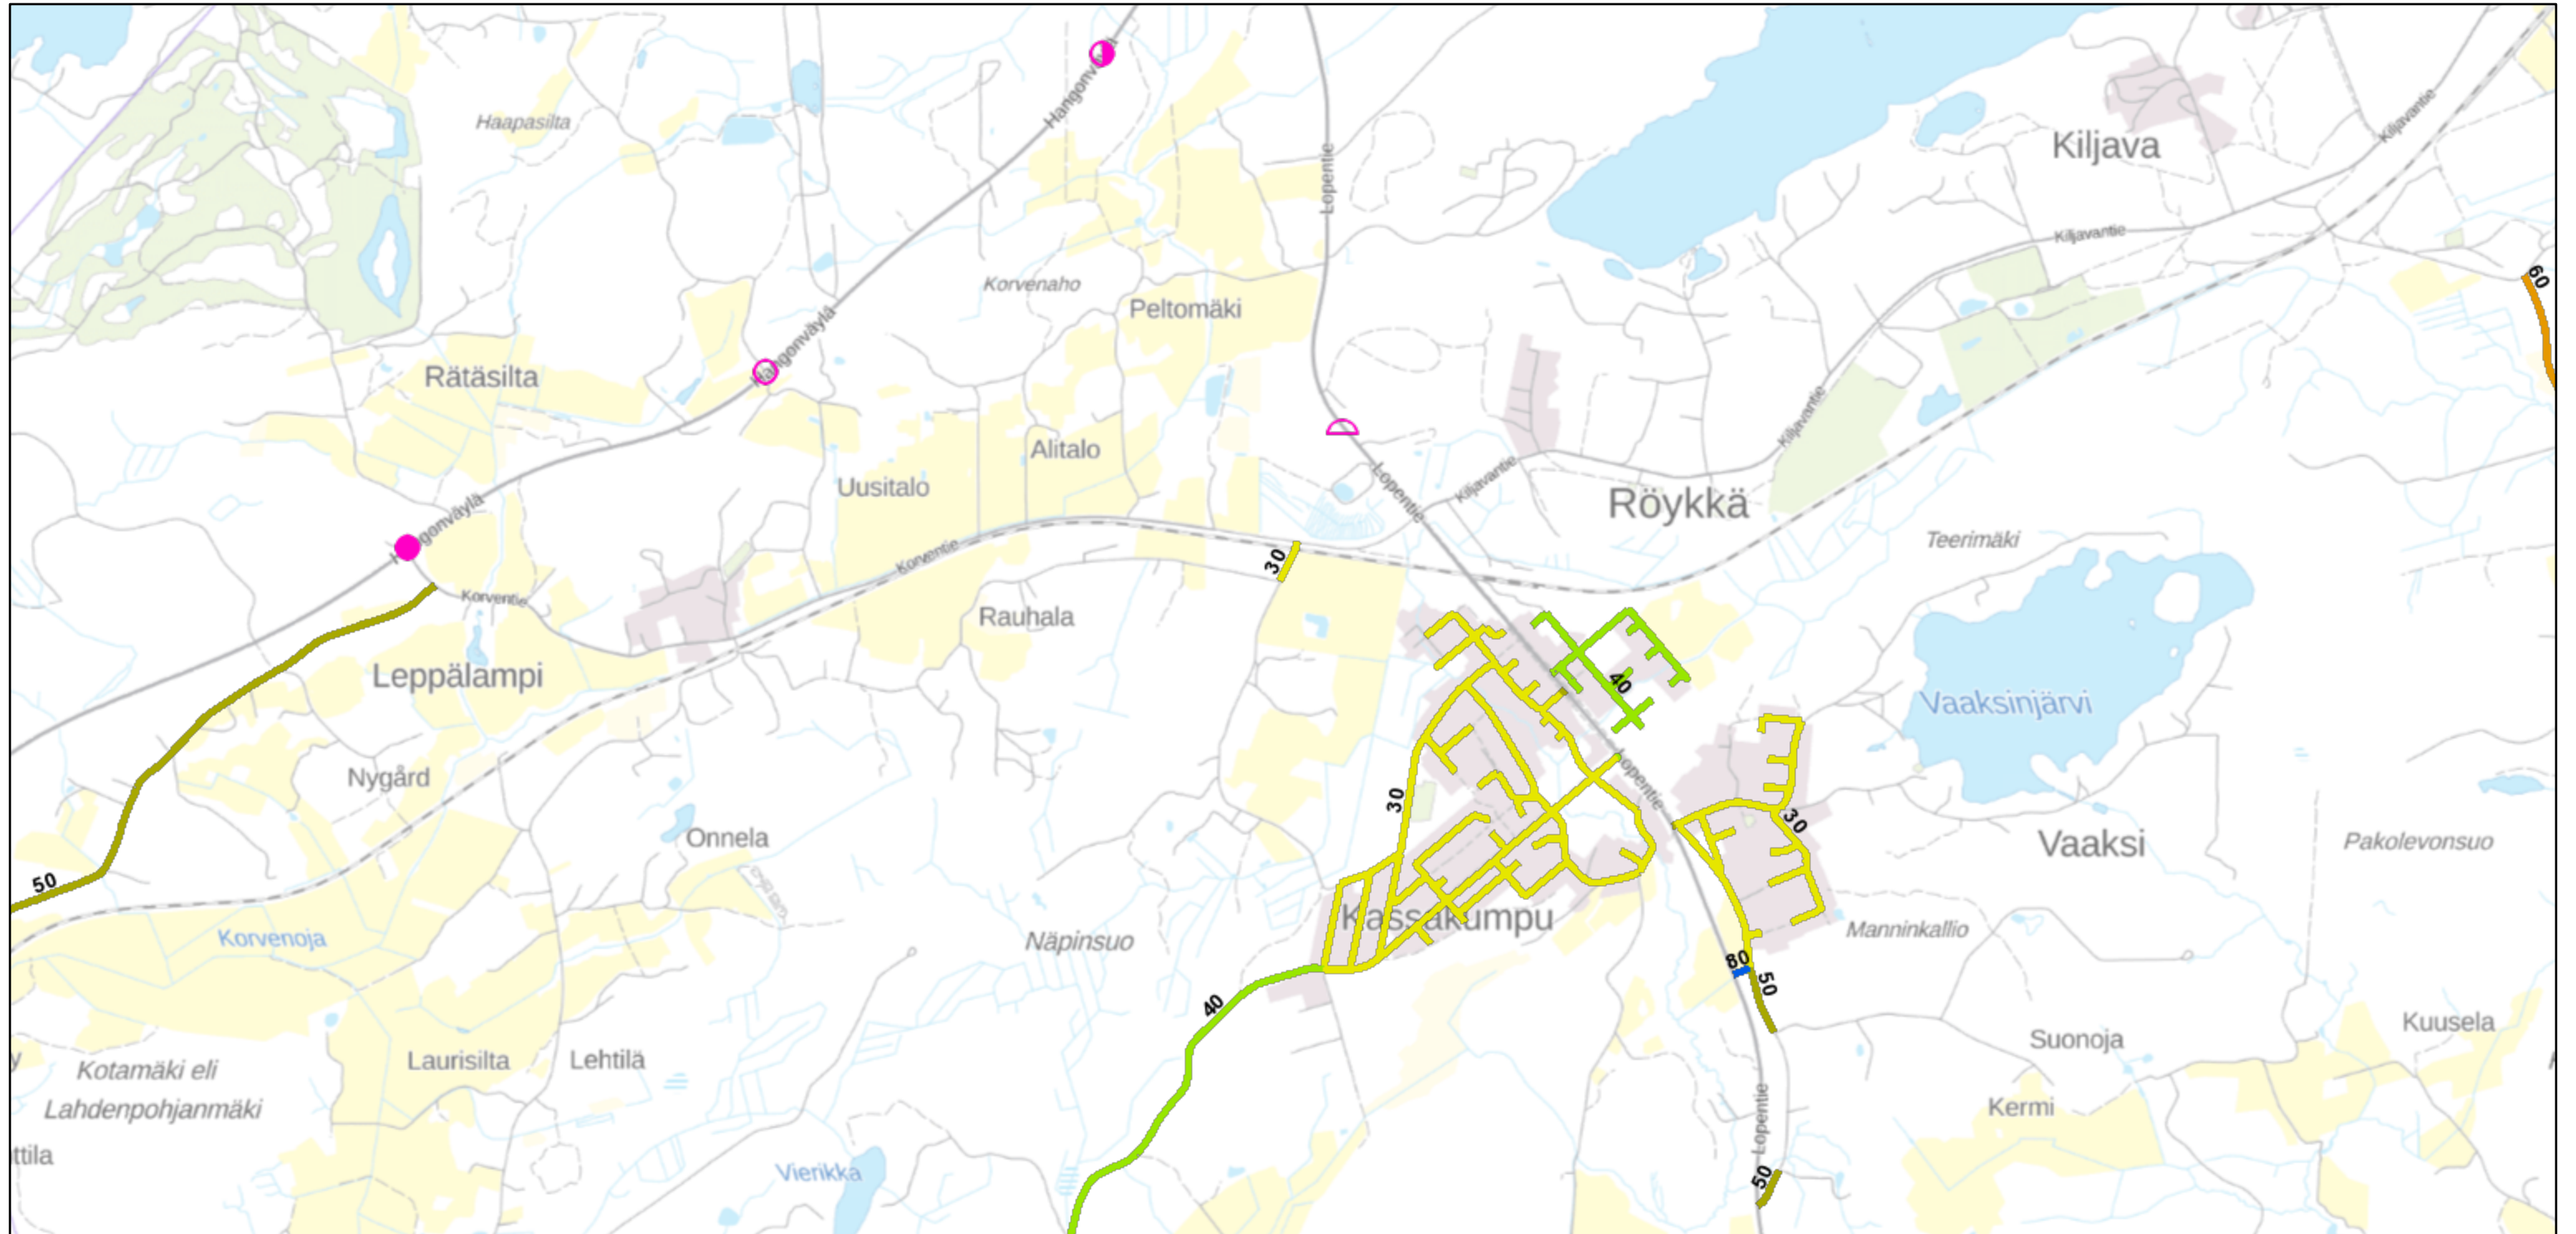 Hangonväylä
Haapasilta
Lopentie
Kiljava
Kiljavantie
Kiljavantie
60
Korvenaho
Peltomäki
Hangonväylä
Rätäsilta
Kiljavantie
Alitalo
Uusitalo
Lopentie
Kiljavantie
Röykkä
Hangonväylä
Teerimäki
Korventie
30
Korventie
Rauhala
Leppälampi
40
Vaaksinjärvi
Nygård
Lopentie
30
30
Onnela
Vaaksi
Pakolevonsuo
50
Kassakumpu
Korvenoja
Näpinsuo
Manninkallio
80
50
40
Kuusela
Suonoja
Laurisilta
Lehtilä
Kotamäki eli
Lahdenpohjanmäki
Kermi
Lopentie
ttila
Vierikka
50